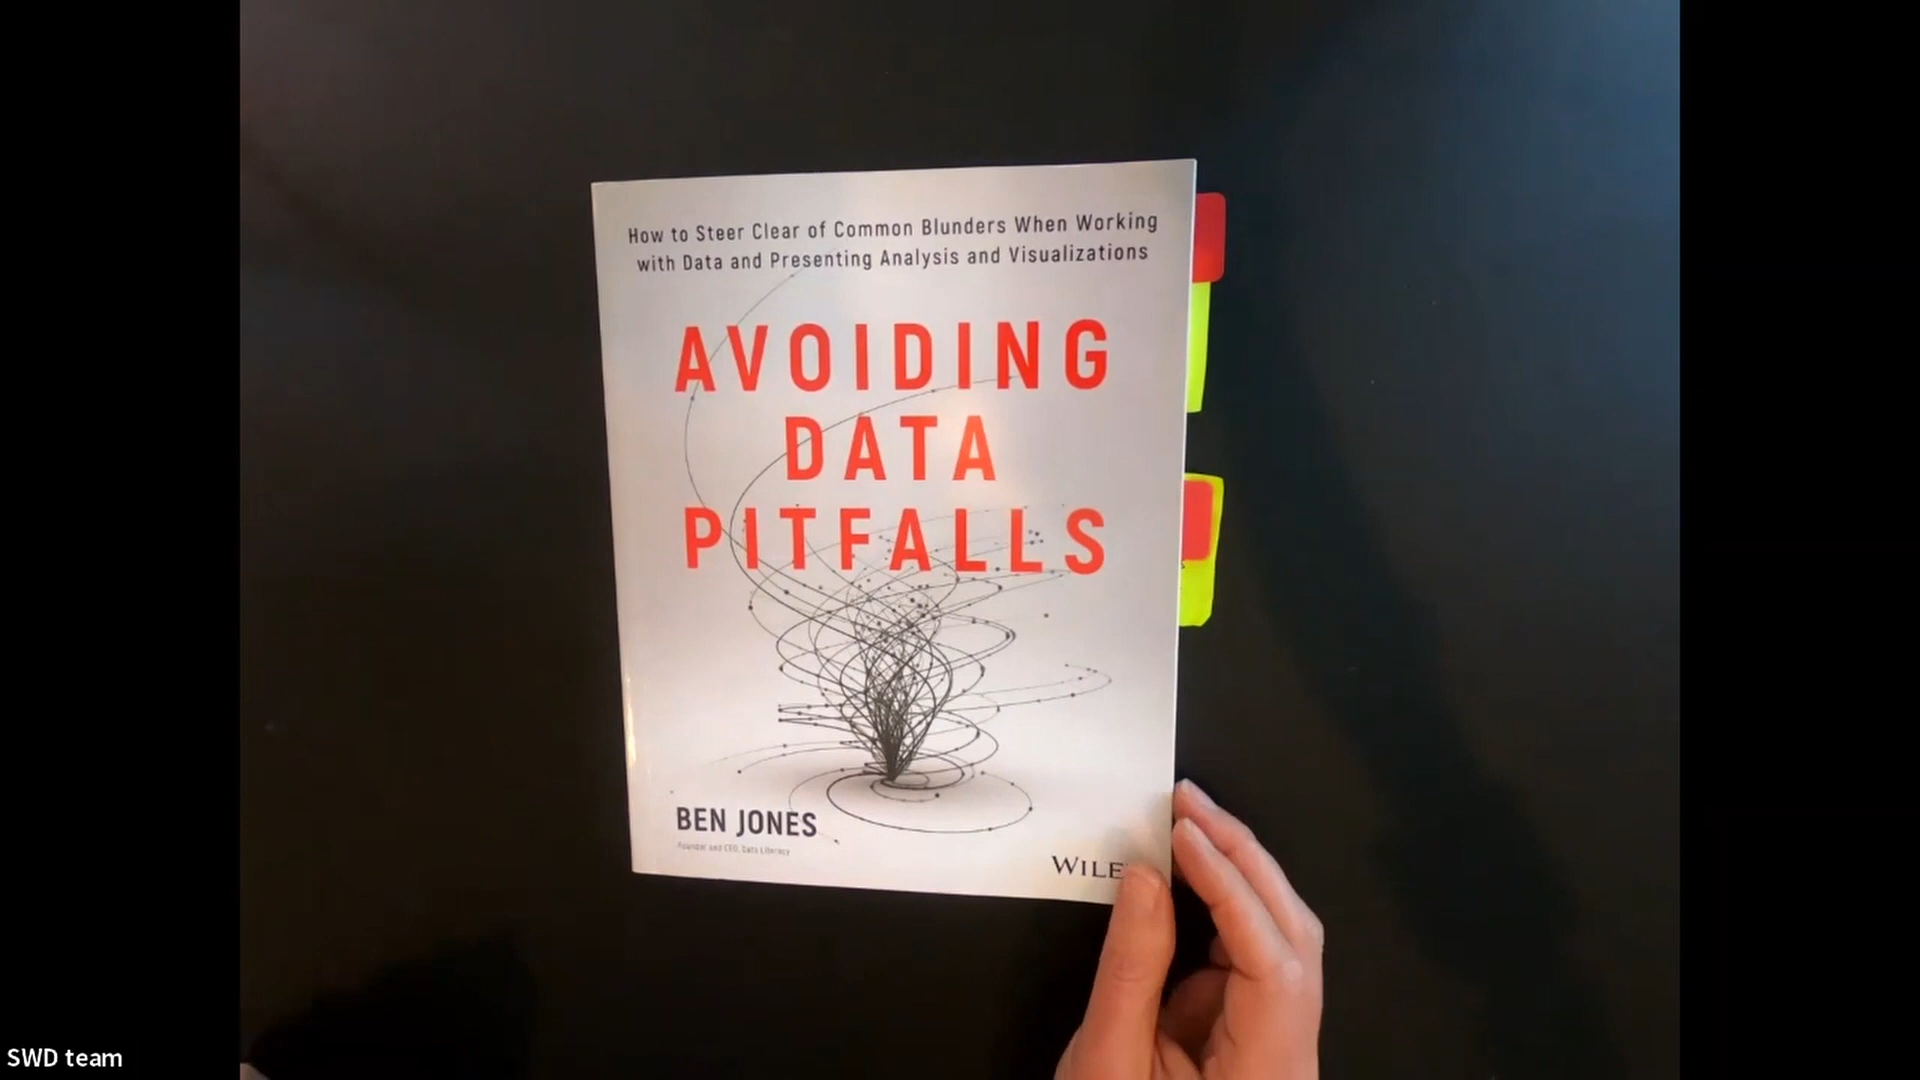 How to Steer Clear of Common Blunders When Working
with Data and Presenting Analysis and Visualizations
AVOIDING
DATA
PITFALLS
BEN JONES
Founder and CEO, Data Literacy
WILE
SWD team